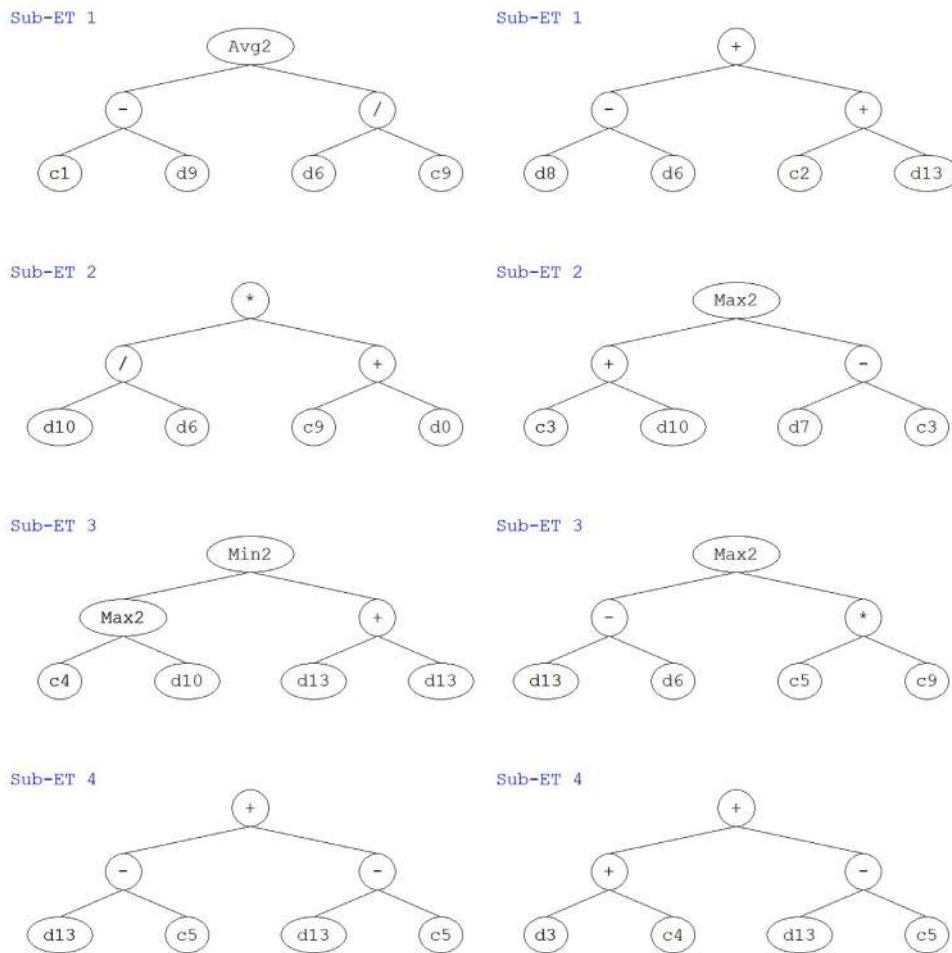 Sub-ET 1 Sub-ET 1
Avg2 +
- / - +
c1 d9 d6 c9 d8 d6 c2 d13
Sub-ET 2 Sub-ET 2
* Max2
/ + + -
d10 d6 c9 d0 c3 d10 d7 c3
Sub-ET 3 Sub-ET 3
Min2 Max2
Max2 + - *
c4 d10 d13 d13 d13 d6 c5 c9
Sub-ET 4 Sub-ET 4
+ +
- - + -
d13 c5 d13 c5 d3 c4 d13 c5